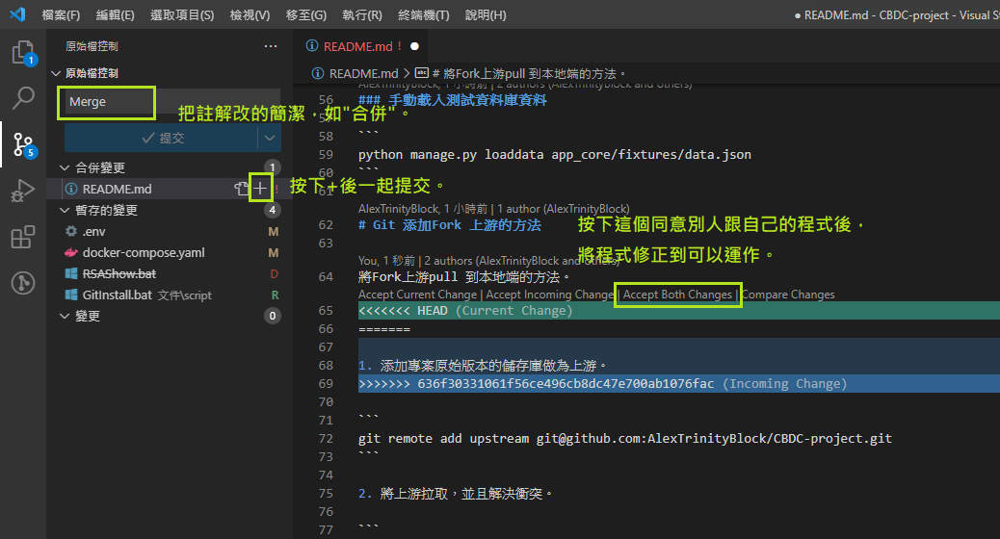 檔案(F) 編輯(E) 選取項目(S) 檢視(V) 移至(G) 執行(R) 終端機(T) 說明(H) ● README.md - CBDC-project - Visual St
原始檔控制 ···
原始檔控制
Merge
提交
合併變更 1
README.md + !
暫存的變更 4
.env M
docker-compose.yaml M
RSAShow.bat D
GitInstall.bat 文件\script R
變更 0
1
5
把註解改的簡潔，如"合併"。
按下+後一起提交。
README.md ! ●
README.md > # 將Fork上游pull 到本地端的方法。
AlexTrinityBlock, 1 小時前 | 2 authors (AlexTrinityBlock and others)
56 ### 手動載入測試資料庫資料
57
58 ```
59 python manage.py loaddata app_core/fixtures/data.json
60 ```
61
AlexTrinityBlock, 1 小時前 | 1 author (AlexTrinityBlock)
62 # Git 添加Fork 上游的方法
63
按下這個同意別人跟自己的程式後，
將程式修正到可以運作。
You, 1 秒前 | 2 authors (AlexTrinityBlock and others)
64 將Fork上游pull 到本地端的方法。
Accept Current Change | Accept Incoming Change | Accept Both Changes | Compare Changes
65 <<<<<<< HEAD (Current Change)
66 =======
67
68 1. 添加專案原始版本的儲存庫做為上游。
69 >>>>>>> 636f30331061f56ce496cb8dc47e700ab1076fac (Incoming Change)
70
71 ```
72 git remote add upstream git@github.com:AlexTrinityBlock/CBDC-project.git
73 ```
74
75 2. 將上游拉取，並且解決衝突。
76
77 ```